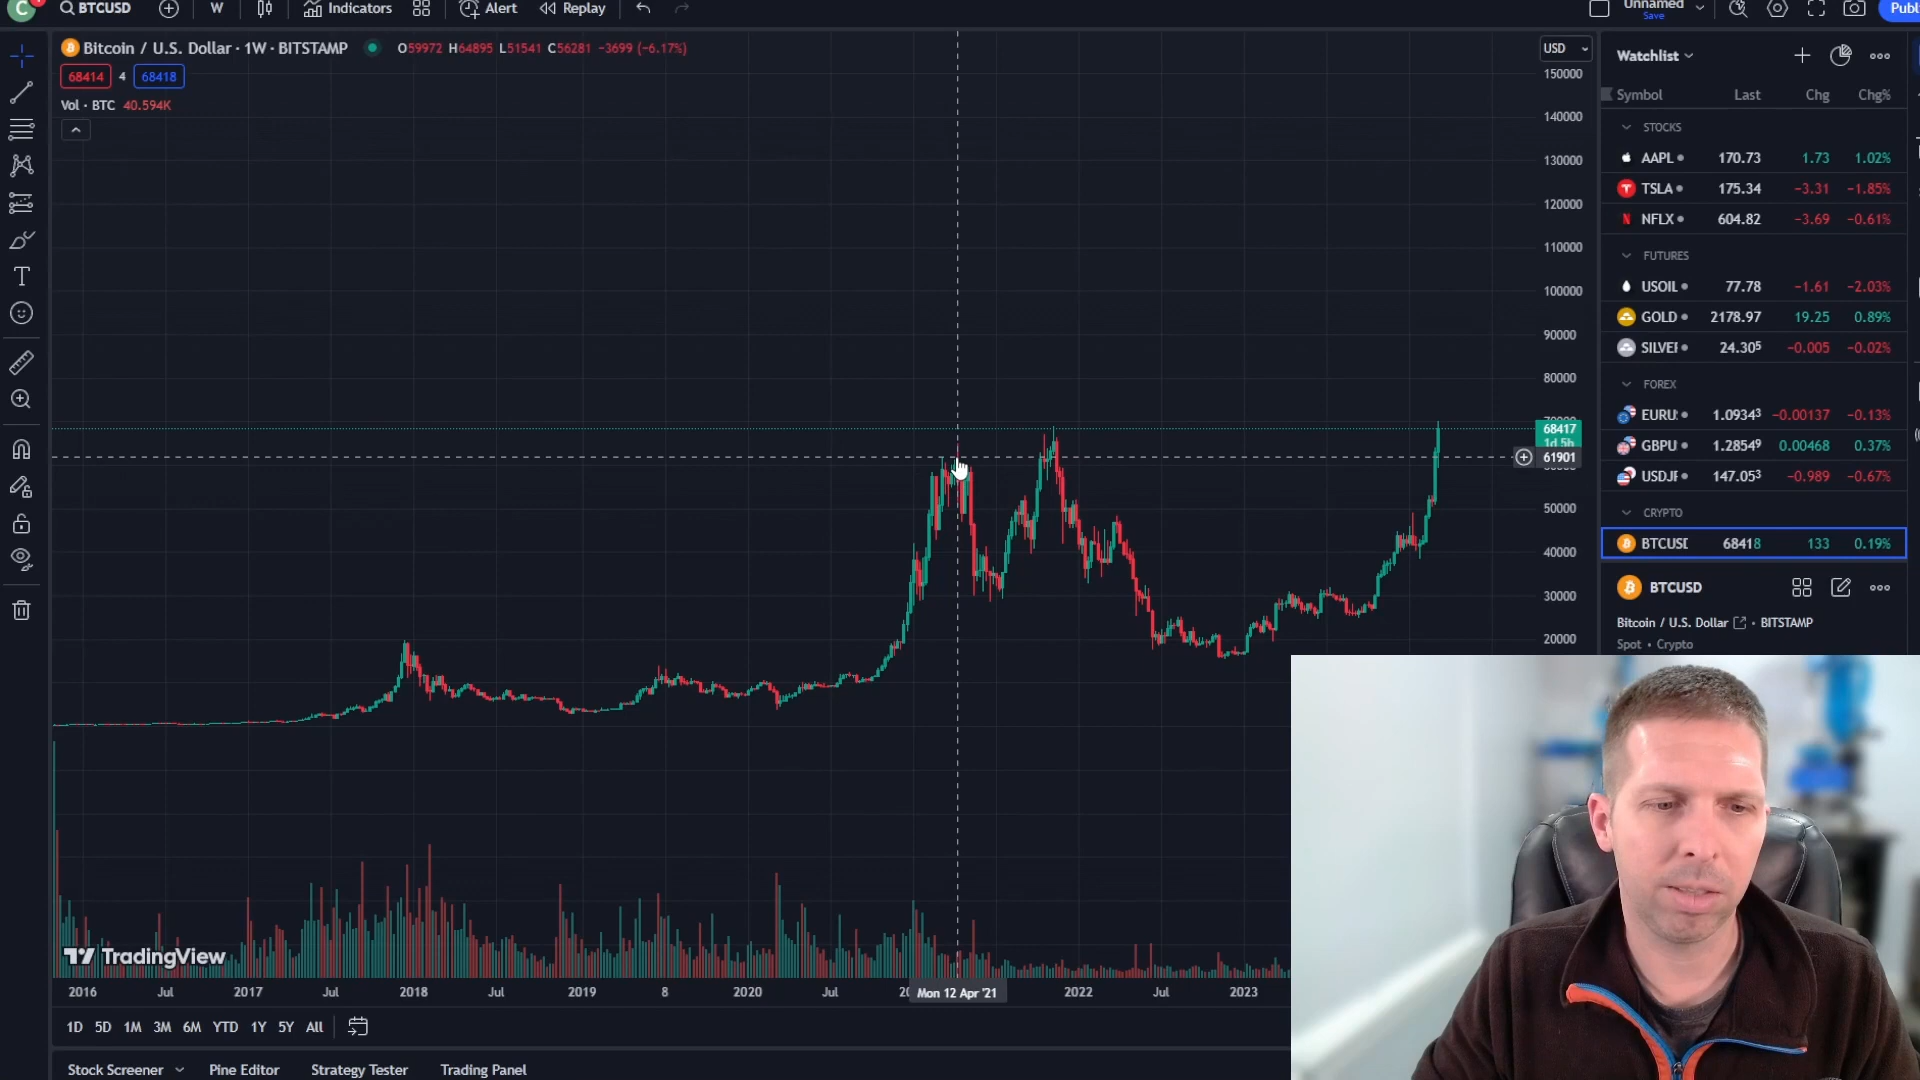 C BTCUSD W Indicators Alert Replay Unnamed Save Publ
Bitcoin / U.S. Dollar · 1W · BITSTAMP O59972 H64895 L51541 C56281 -3699 (-6.17%)
68414 4 68418
Vol · BTC 40.594K
USD
150000
140000
130000
120000
110000
100000
90000
80000
68417
1d 5h
61901
50000
40000
30000
20000
Watchlist
Symbol Last Chg Chg%
STOCKS
AAPL 170.73 1.73 1.02%
TSLA 175.34 -3.31 -1.85%
NFLX 604.82 -3.69 -0.61%
FUTURES
USOIL 77.78 -1.61 -2.03%
GOLD 2178.97 19.25 0.89%
SILVER 24.305 -0.005 -0.02%
FOREX
EURU 1.09343 -0.00137 -0.13%
GBPU 1.28549 0.00468 0.37%
USDJF 147.053 -0.989 -0.67%
CRYPTO
BTCUSD 68418 133 0.19%
BTCUSD
Bitcoin / U.S. Dollar · BITSTAMP
Spot · Crypto
TradingView
2016 Jul 2017 Jul 2018 Jul 2019 8 2020 Jul Mon 12 Apr '21 2022 Jul 2023
1D 5D 1M 3M 6M YTD 1Y 5Y All
Stock Screener Pine Editor Strategy Tester Trading Panel